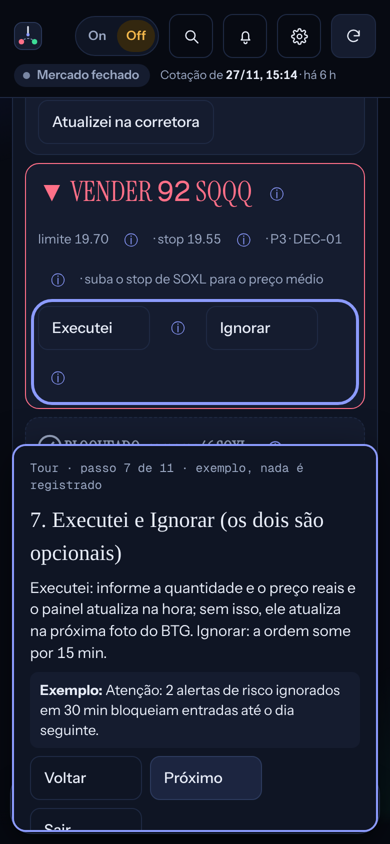 On Off
Mercado fechado Cotação de 27/11, 15:14 · há 6 h
Atualizei na corretora
▼ VENDER 92 SQQQ ⓘ
limite 19.70 ⓘ · stop 19.55 ⓘ · P3 · DEC-01
ⓘ · suba o stop de SOXL para o preço médio
Executei ⓘ Ignorar
ⓘ
Tour · passo 7 de 11 · exemplo, nada é
registrado
7. Executei e Ignorar (os dois são
opcionais)
Executei: informe a quantidade e o preço reais e
o painel atualiza na hora; sem isso, ele atualiza
na próxima foto do BTG. Ignorar: a ordem some
por 15 min.
Exemplo: Atenção: 2 alertas de risco ignorados
em 30 min bloqueiam entradas até o dia
seguinte.
Voltar Próximo
Sair